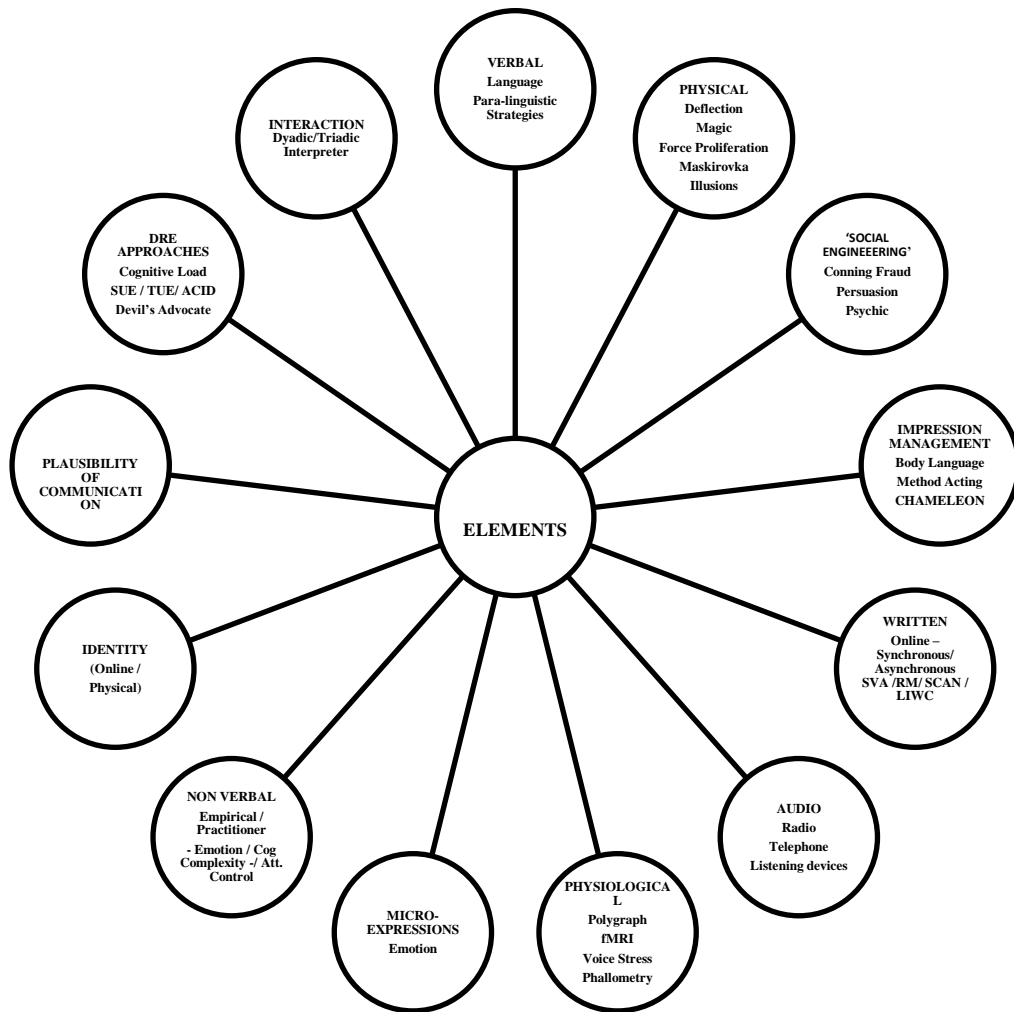 VERBAL
Language
Para-linguistic
Strategies
PHYSICAL
Deflection
Magic
Force Proliferation
Maskirovka
Illusions
'SOCIAL
ENGINEEERING'
Conning Fraud
Persuasion
Psychic
IMPRESSION
MANAGEMENT
Body Language
Method Acting
CHAMELEON
WRITTEN
Online –
Synchronous/
Asynchronous
SVA /RM/ SCAN /
LIWC
AUDIO
Radio
Telephone
Listening devices
PHYSIOLOGICA
L
Polygraph
fMRI
Voice Stress
Phallometry
MICRO-
EXPRESSIONS
Emotion
NON VERBAL
Empirical /
Practitioner
- Emotion / Cog
Complexity -/ Att.
Control
IDENTITY
(Online /
Physical)
PLAUSIBILITY
OF
COMMUNICATI
ON
DRE
APPROACHES
Cognitive Load
SUE / TUE/ ACID
Devil's Advocate
INTERACTION
Dyadic/Triadic
Interpreter
ELEMENTS